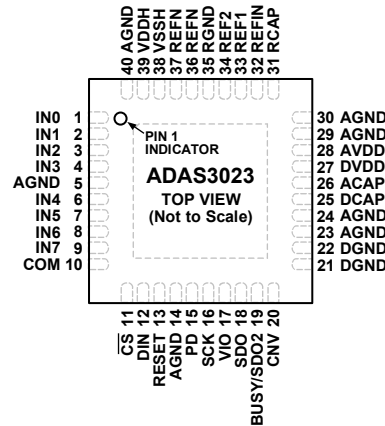 40 AGND
39 VDDH
38 VSSH
37 REFN
36 REFN
35 RGND
34 REF2
33 REF1
32 REFIN
31 RCAP
IN0 1
IN1 2
IN2 3
IN3 4
AGND 5
IN4 6
IN5 7
IN6 8
IN7 9
COM 10
PIN 1
INDICATOR
ADAS3023
TOP VIEW
(Not to Scale)
30 AGND
29 AGND
28 AVDD
27 DVDD
26 ACAP
25 DCAP
24 AGND
23 AGND
22 DGND
21 DGND
CS 11
DIN 12
RESET 13
AGND 14
PD 15
SCK 16
VIO 17
SDO 18
BUSY/SDO2 19
CNV 20